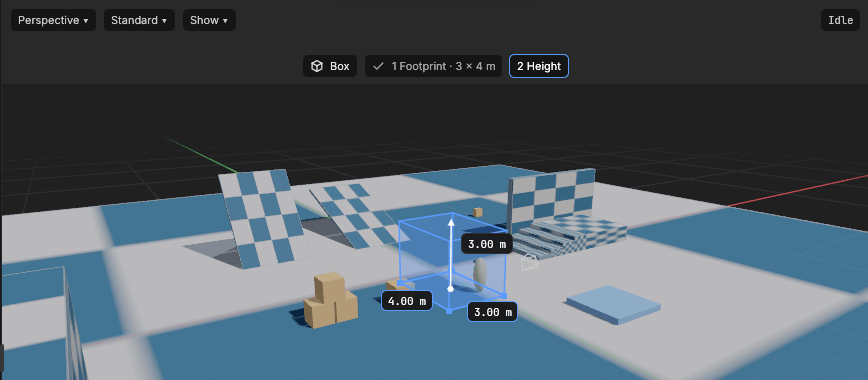 Perspective ▾ Standard ▾ Show ▾ Idle
Box ✓ 1 Footprint · 3 × 4 m 2 Height
3.00 m
4.00 m
3.00 m